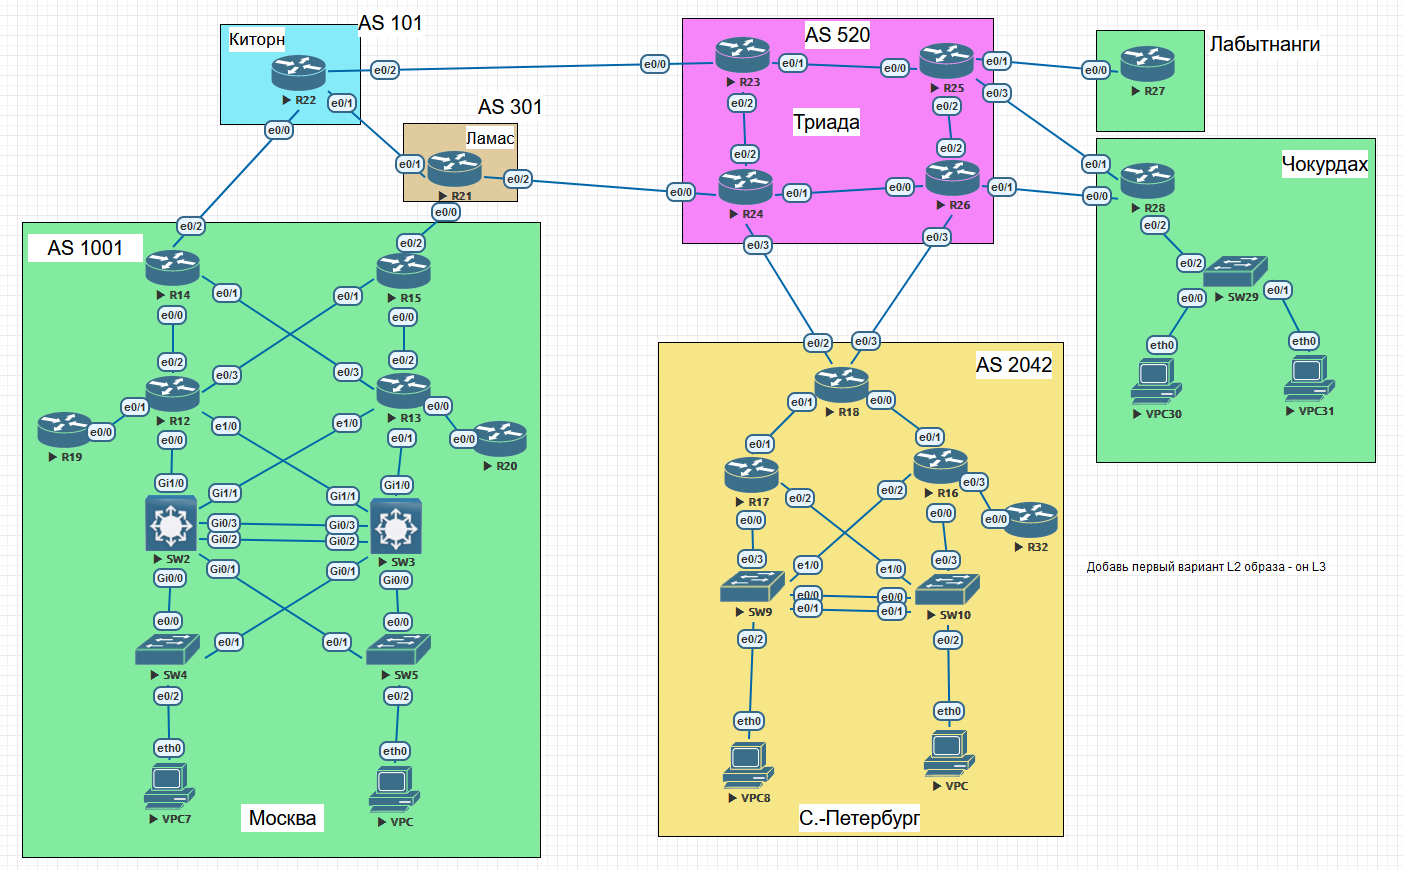 AS 101
Киторн
R22
e0/2
e0/1
e0/0
AS 301
Ламас
e0/1
R21
e0/2
e0/0
AS 520
Триада
e0/0
R23
e0/1
e0/2
e0/0
R25
e0/1
e0/3
e0/2
e0/2
e0/0
R24
e0/1
e0/3
e0/2
e0/0
R26
e0/1
e0/3
Лабытнанги
e0/0
R27
Чокурдах
e0/1
e0/0
R28
e0/2
e0/2
SW29
e0/0
e0/1
eth0
VPC30
eth0
VPC31
AS 1001
e0/2
R14
e0/1
e0/0
e0/2
R15
e0/1
e0/0
e0/2
e0/3
R12
e0/1
e0/0
e1/0
e0/2
e0/3
R13
e0/0
e0/1
e1/0
e0/0
R19
e0/0
R20
Gi1/0
Gi1/1
Gi0/3
Gi0/2
SW2
Gi0/1
Gi0/0
Gi1/0
Gi1/1
Gi0/3
Gi0/2
SW3
Gi0/1
Gi0/0
e0/0
e0/1
SW4
e0/2
e0/0
e0/1
SW5
e0/2
eth0
VPC7
eth0
VPC
Москва
AS 2042
e0/2
e0/3
R18
e0/1
e0/0
e0/1
R17
e0/2
e0/0
e0/1
R16
e0/2
e0/3
e0/0
e0/0
R32
e0/3
e1/0
SW9
e0/0
e0/1
e0/2
e0/3
e1/0
SW10
e0/0
e0/1
e0/2
eth0
VPC8
eth0
VPC
С.-Петербург
Добавь первый вариант L2 образа - он L3